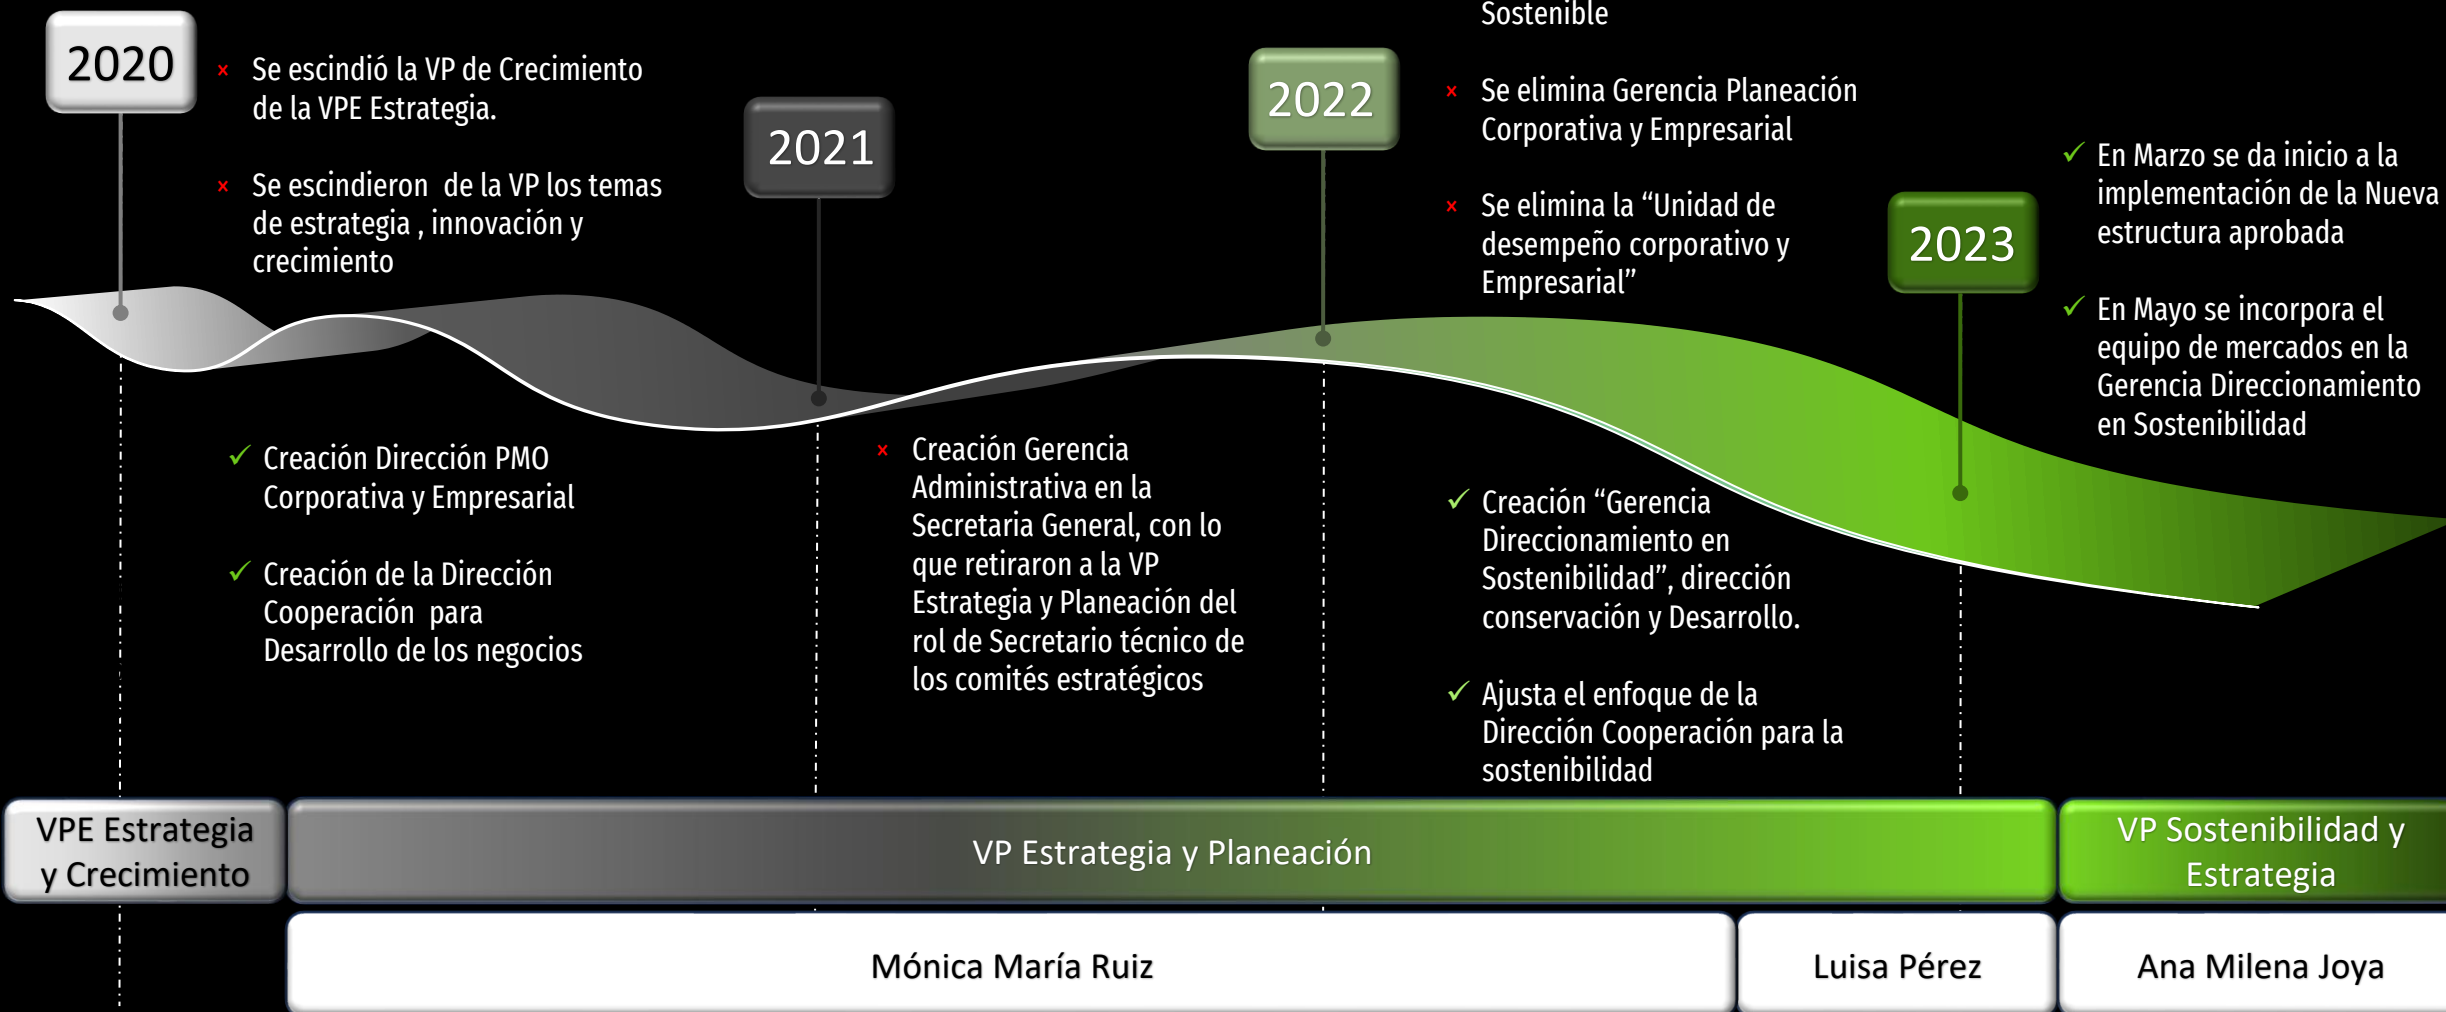 2020
× Se escindió la VP de Crecimiento
de la VPE Estrategia.
× Se escindieron de la VP los temas
de estrategia , innovación y
crecimiento
✓ Creación Dirección PMO
Corporativa y Empresarial
✓ Creación de la Dirección
Cooperación para
Desarrollo de los negocios
2021
× Creación Gerencia
Administrativa en la
Secretaria General, con lo
que retiraron a la VP
Estrategia y Planeación del
rol de Secretario técnico de
los comités estratégicos
2022
Sostenible
× Se elimina Gerencia Planeación
Corporativa y Empresarial
× Se elimina la “Unidad de
desempeño corporativo y
Empresarial”
✓ Creación “Gerencia
Direccionamiento en
Sostenibilidad”, dirección
conservación y Desarrollo.
✓ Ajusta el enfoque de la
Dirección Cooperación para la
sostenibilidad
2023
✓ En Marzo se da inicio a la
implementación de la Nueva
estructura aprobada
✓ En Mayo se incorpora el
equipo de mercados en la
Gerencia Direccionamiento
en Sostenibilidad
VPE Estrategia
y Crecimiento
VP Estrategia y Planeación
VP Sostenibilidad y
Estrategia
Mónica María Ruiz
Luisa Pérez
Ana Milena Joya